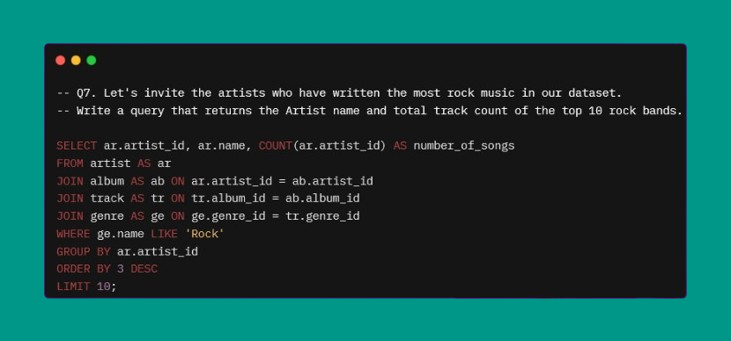 -- Q7. Let's invite the artists who have written the most rock music in our dataset.
-- Write a query that returns the Artist name and total track count of the top 10 rock bands.
SELECT ar.artist_id, ar.name, COUNT(ar.artist_id) AS number_of_songs
FROM artist AS ar
JOIN album AS ab ON ar.artist_id = ab.artist_id
JOIN track AS tr ON tr.album_id = ab.album_id
JOIN genre AS ge ON ge.genre_id = tr.genre_id
WHERE ge.name LIKE 'Rock'
GROUP BY ar.artist_id
ORDER BY 3 DESC
LIMIT 10;